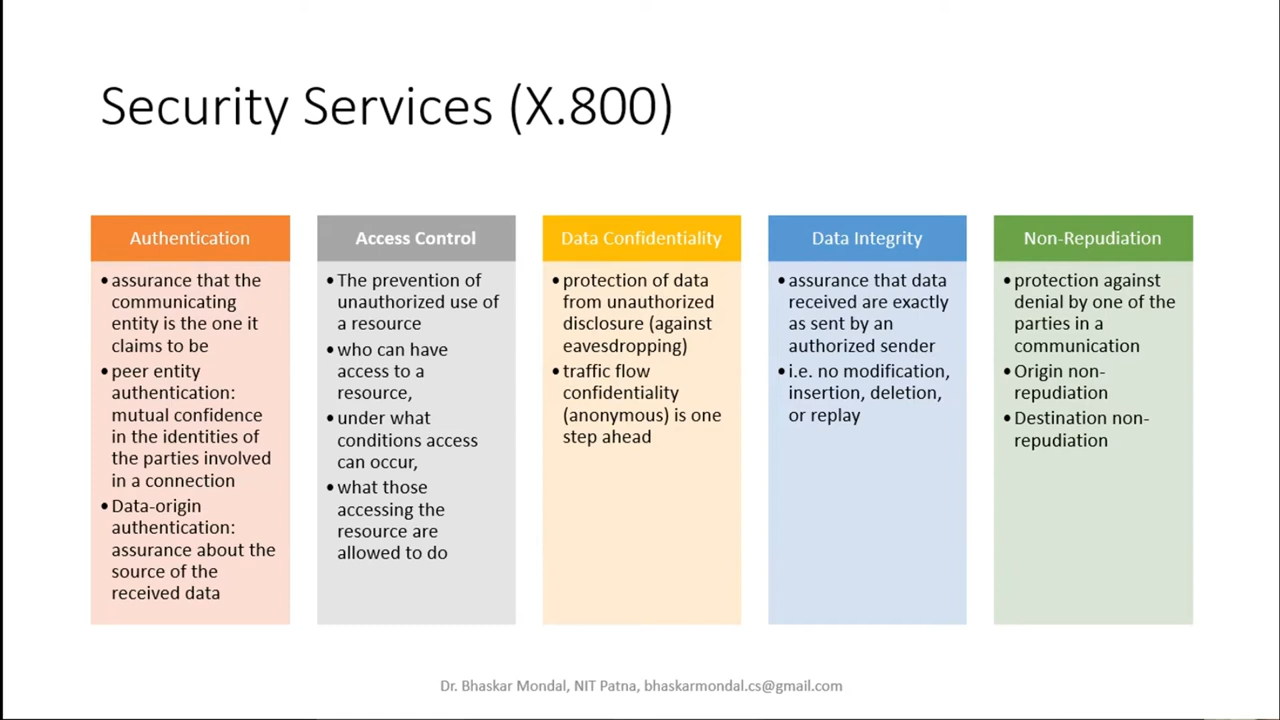 Security Services (X.800)
Authentication
• assurance that the
communicating
entity is the one it
claims to be
• peer entity
authentication:
mutual confidence
in the identities of
the parties involved
in a connection
• Data-origin
authentication:
assurance about the
source of the
received data
Access Control
• The prevention of
unauthorized use of
a resource
• who can have
access to a
resource,
• under what
conditions access
can occur,
• what those
accessing the
resource are
allowed to do
Data Confidentiality
• protection of data
from unauthorized
disclosure (against
eavesdropping)
• traffic flow
confidentiality
(anonymous) is one
step ahead
Data Integrity
• assurance that data
received are exactly
as sent by an
authorized sender
• i.e. no modification,
insertion, deletion,
or replay
Non-Repudiation
• protection against
denial by one of the
parties in a
communication
• Origin non-
repudiation
• Destination non-
repudiation
Dr. Bhaskar Mondal, NIT Patna, bhaskarmondal.cs@gmail.com